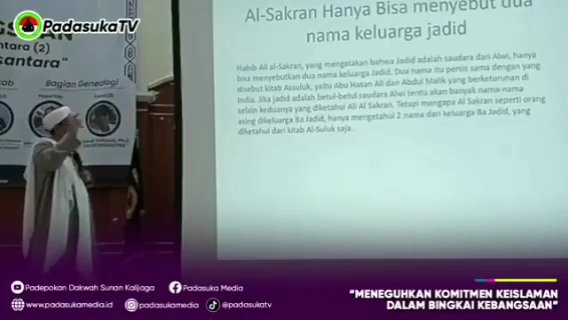 PadasukaTV
Al-Sakran Hanya Bisa menyebut dua
nama keluarga jadid
Habib Ali al-Sakran, yang mengatakan bahwa Jadid adalah saudara dari Alwi, hanya
bisa menyebutkan dua nama keluarga Jadid. Dua nama itu persis sama dengan yang
disebut kitab Assuluk, yaitu Abu Hasan Ali dan Abdul Malik yang berketurunan di
India. Jika jadid adalah betul-betul saudara Alwi tentu akan banyak nama-nama
selain keduanya yang diketahui Ali Al Sakran. Tetapi mengapa Al Sakran seperti orang
asing dikeluarga Ba Jadid, hanya mengetahui 2 nama dari keluarga Ba Jadid, yang
diketahui dari kitab Al-Suluk saja.
antara (2)
santara"
Bagian Geneologi
Padepokan Dakwah Sunan Kalijaga
Padasuka Media
www.padasukamedia.id
padasukamedia.id
padasukatv
"MENEGUHKAN KOMITMEN KEISLAMAN
DALAM BINGKAI KEBANGSAAN"